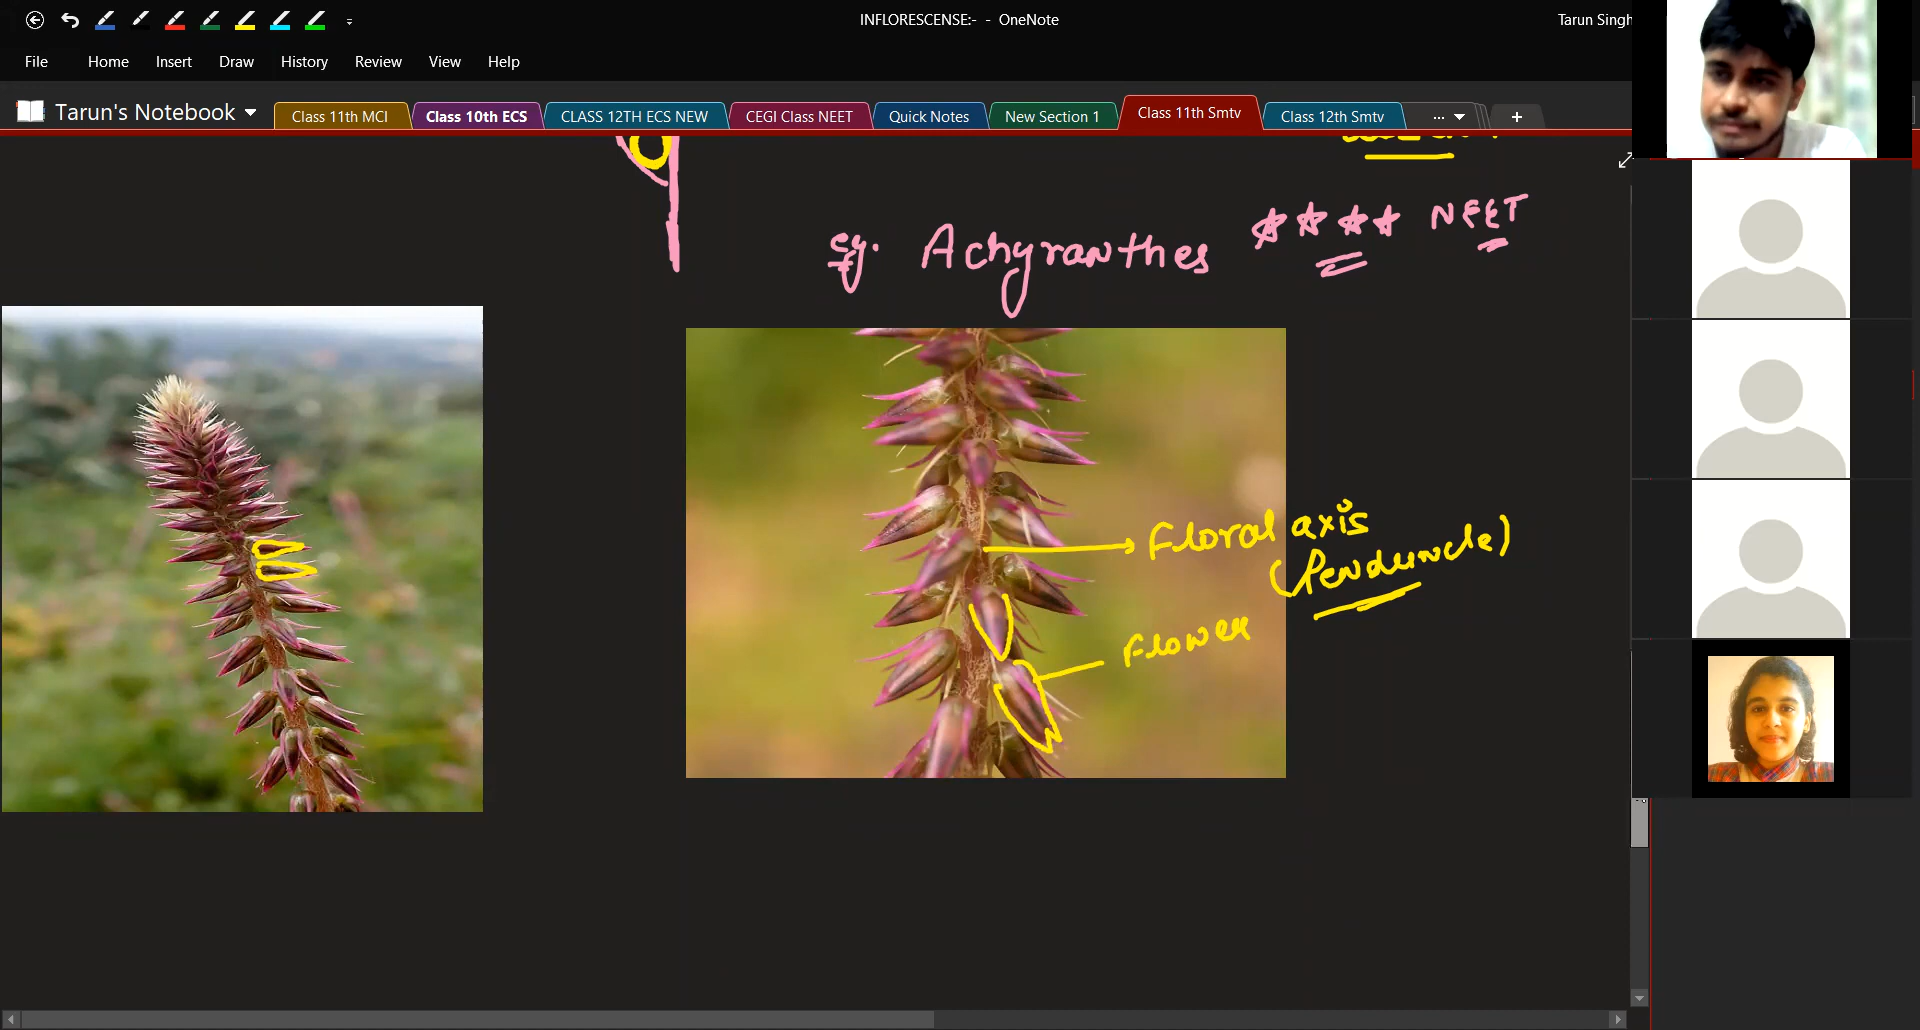 INFLORESCENSE:- - OneNote
Tarun Singh
File Home Insert Draw History Review View Help
Tarun's Notebook
Class 11th MCI Class 10th ECS CLASS 12TH ECS NEW CEGI Class NEET Quick Notes New Section 1 Class 11th Smtv Class 12th Smtv ... +
eg. Achyranthes **** NEET
Floral axis
(Penduncle)
Flower